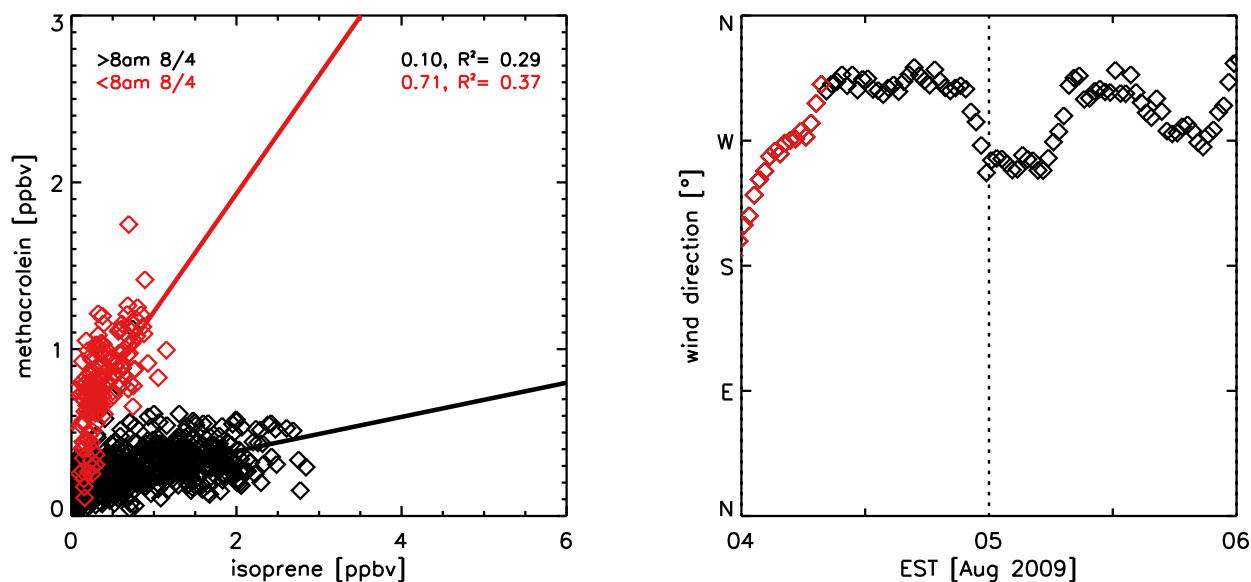 >8am 8/4 0.10, R²= 0.29
<8am 8/4 0.71, R²= 0.37
methacrolein [ppbv]
3
2
1
0
0 2 4 6
isoprene [ppbv]
wind direction [°]
N
W
S
E
N
04 05 06
EST [Aug 2009]